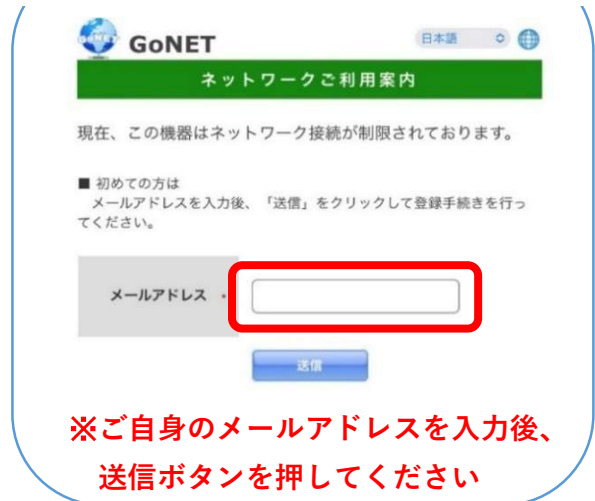 GoNET
日本語
ネットワークご利用案内
現在、この機器はネットワーク接続が制限されております。
■ 初めての方は
メールアドレスを入力後、「送信」をクリックして登録手続きを行っ
てください。
メールアドレス
送信
※ご自身のメールアドレスを入力後、
送信ボタンを押してください